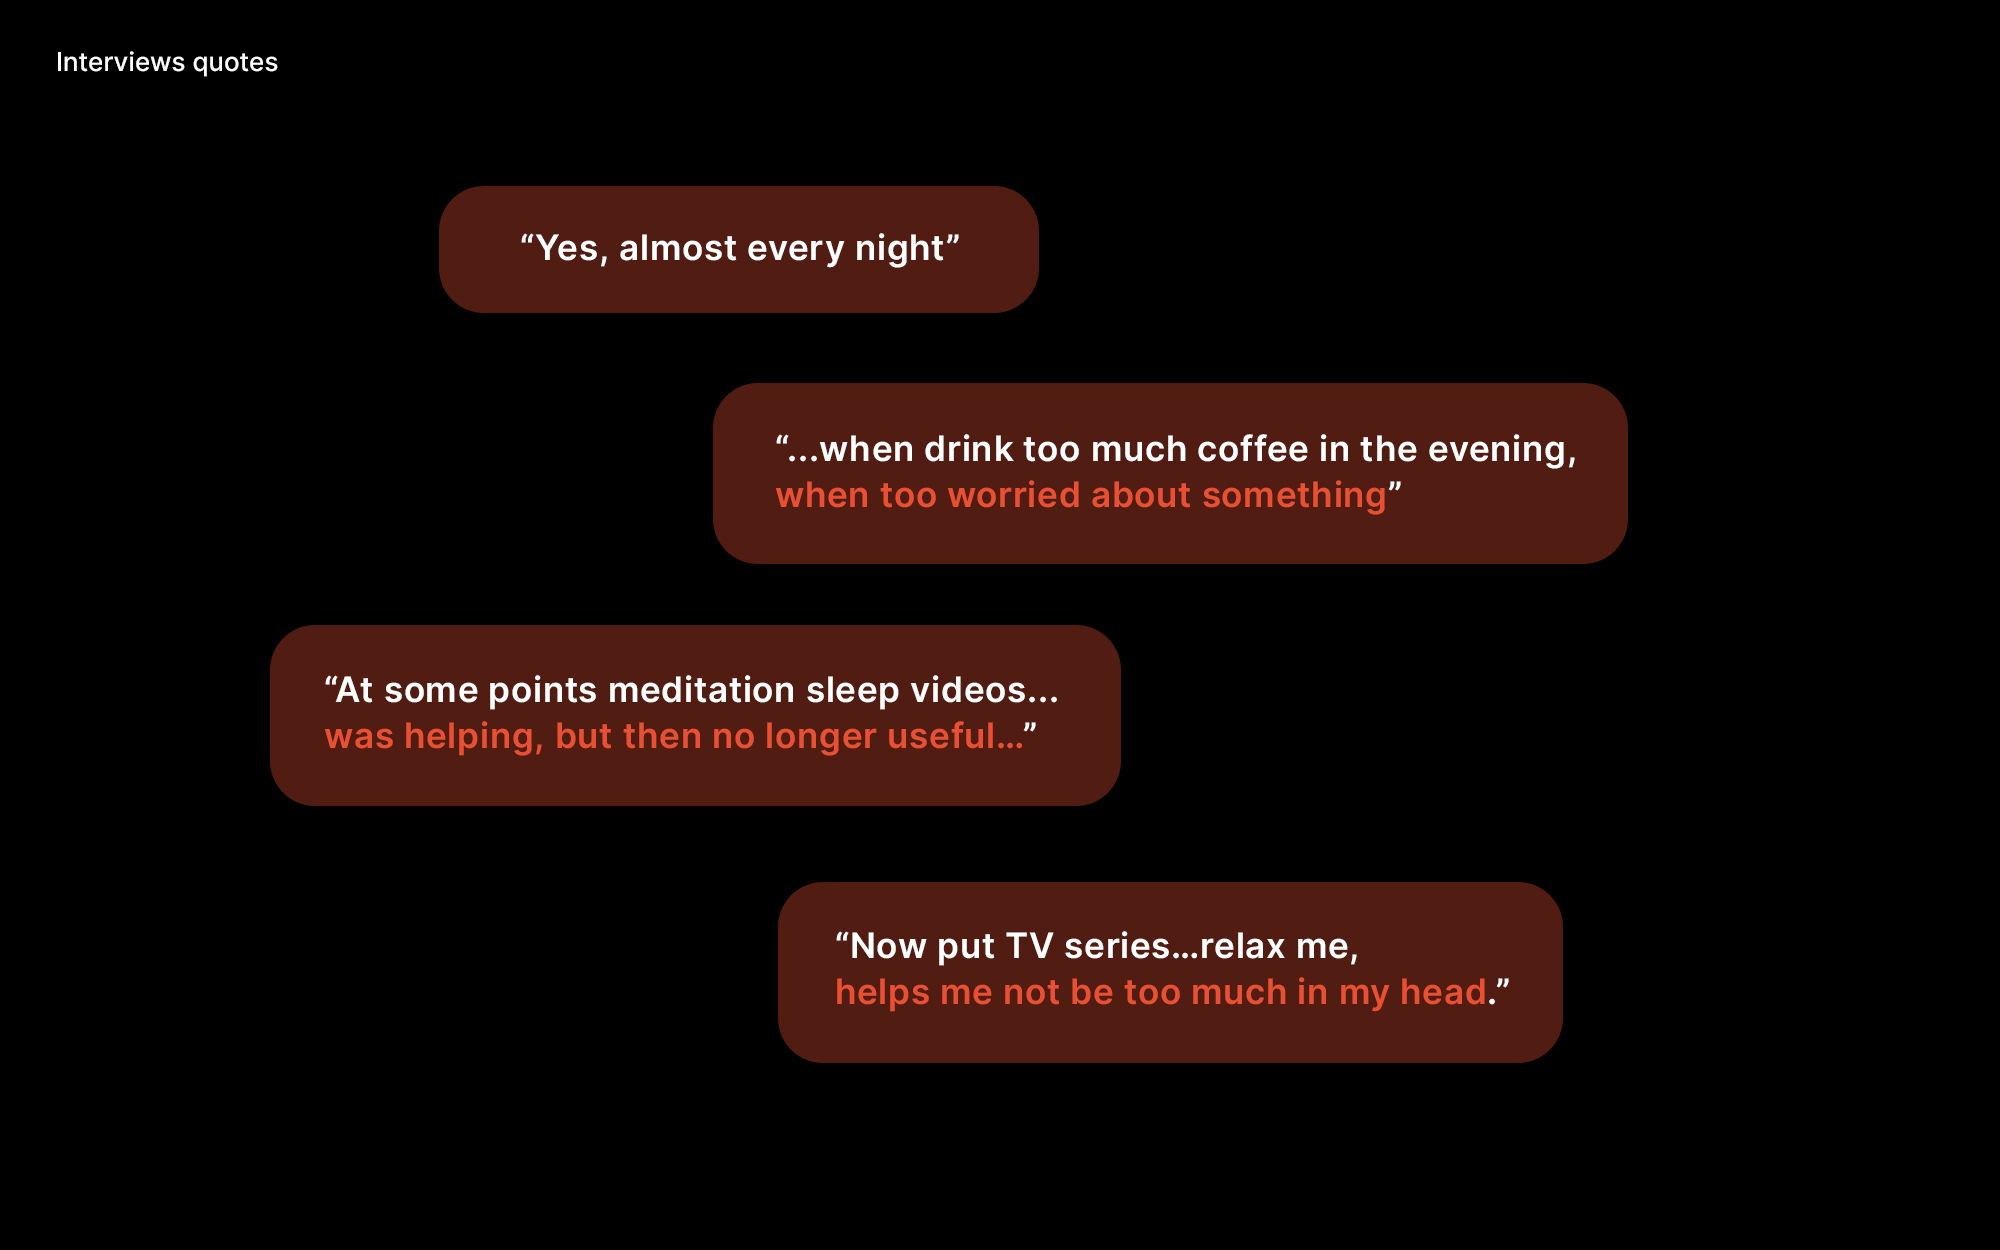 Interviews quotes
“Yes, almost every night”
“...when drink too much coffee in the evening,
when too worried about something”
“At some points meditation sleep videos...
was helping, but then no longer useful...”
“Now put TV series...relax me,
helps me not be too much in my head.”